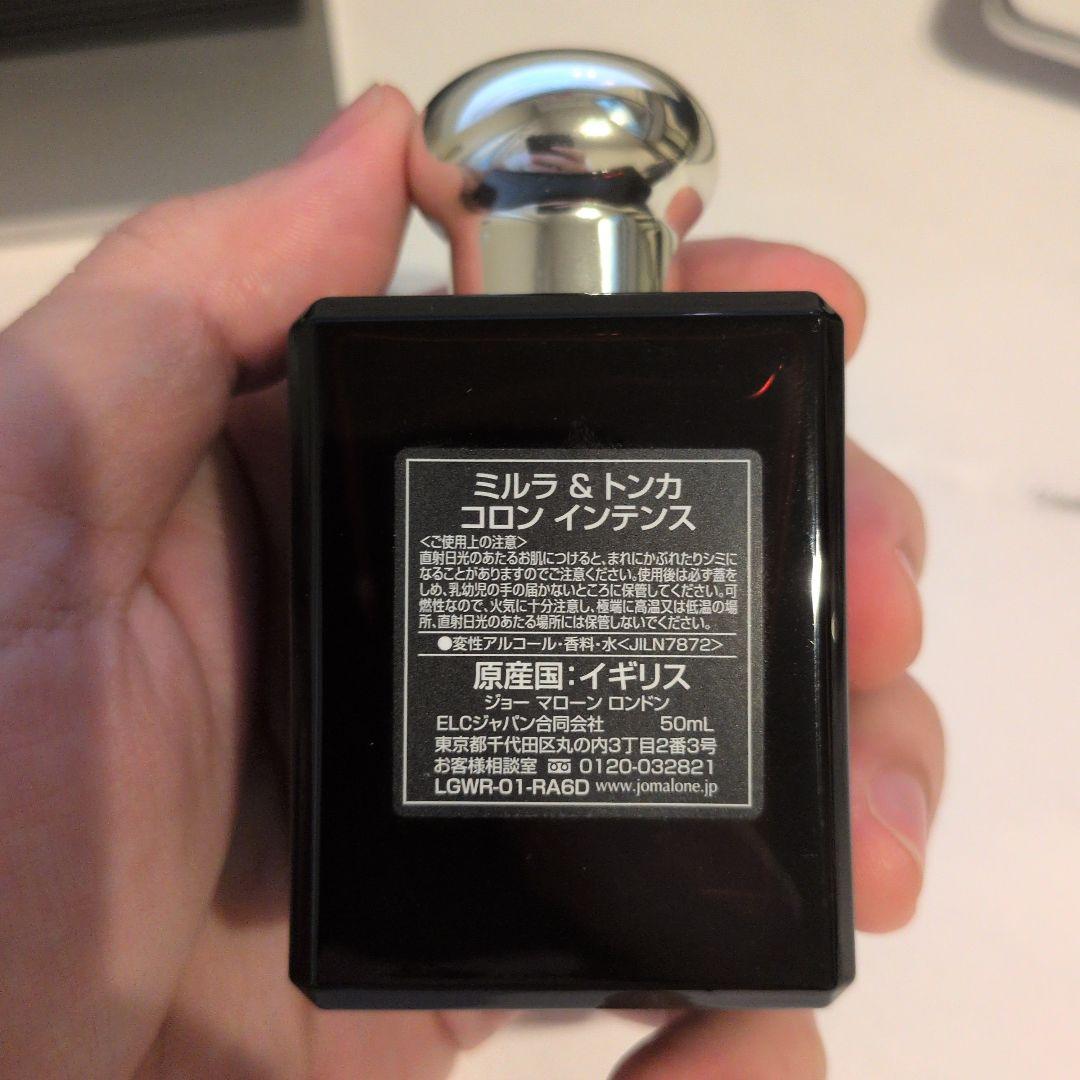 ミルラ & トンカ
コロン インテンス
<ご使用上の注意>
直射日光のあたるお肌につけると、まれにかぶれたりシミに
なることがありますのでご注意ください。使用後は必ず蓋を
しめ、乳幼児の手の届かないところに保管してください。可
燃性なので、火気に十分注意し、極端に高温又は低温の場
所、直射日光のあたる場所には保管しないでください。
●変性アルコール・香料・水<JILN7872>
原産国：イギリス
ジョー マローン ロンドン
ELCジャパン合同会社 50mL
東京都千代田区丸の内3丁目2番3号
お客様相談室 0120-032821
LGWR-01-RA6D www.jomalone.jp